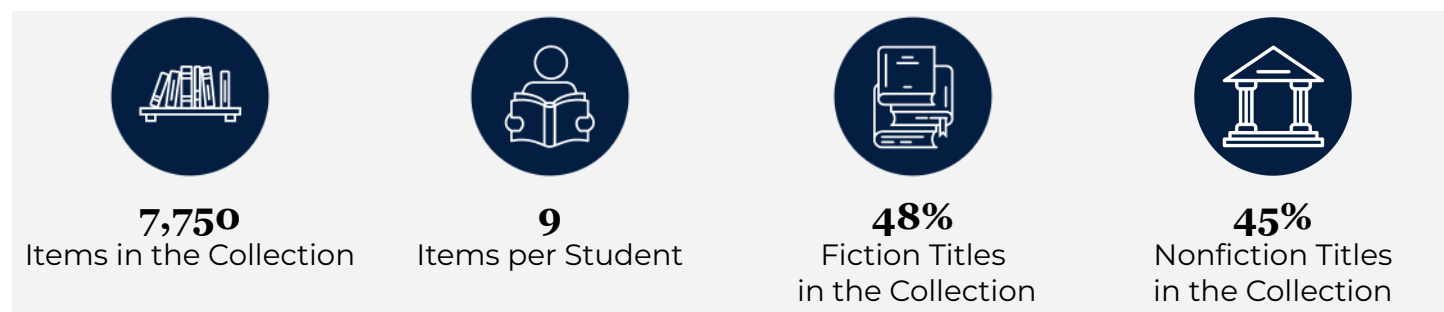 7,750
Items in the Collection
9
Items per Student
48%
Fiction Titles
in the Collection
45%
Nonfiction Titles
in the Collection